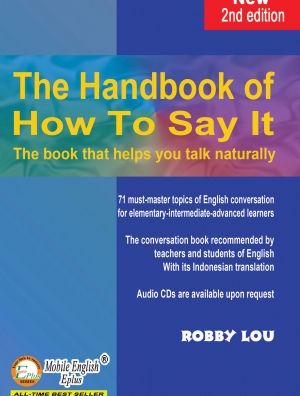 New
2nd edition
The Handbook of
How To Say It
The book that helps you talk naturally
71 must-master topics of English conversation
for elementary-intermediate-advanced learners
The conversation book recommended by
teachers and students of English
With its Indonesian translation
Audio CDs are available upon request
ROBBY LOU
Mobile English ®
Eplus
ALL-TIME BEST SELLER